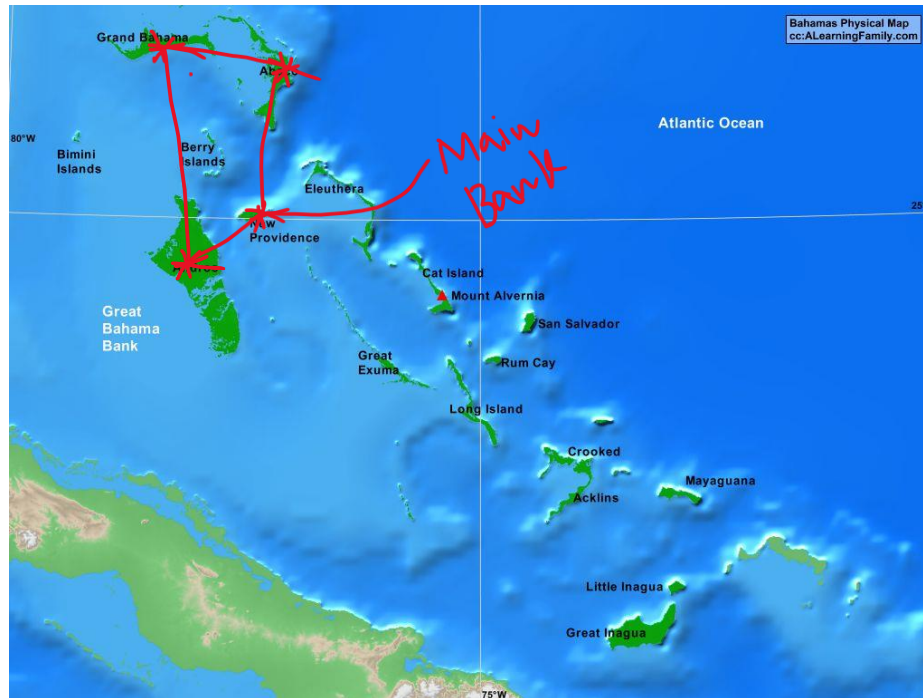 Bahamas Physical Map
cc:ALearningFamily.com
Grand Bahama
Abaco
Atlantic Ocean
80°W
Bimini
Islands
Berry
Islands
Main
Bank
Eleuthera
25
New
Providence
Andros
Cat Island
Mount Alvernia
Great
Bahama
Bank
San Salvador
Great
Exuma
Rum Cay
Long Island
Crooked
Mayaguana
Acklins
Little Inagua
Great Inagua
75°W